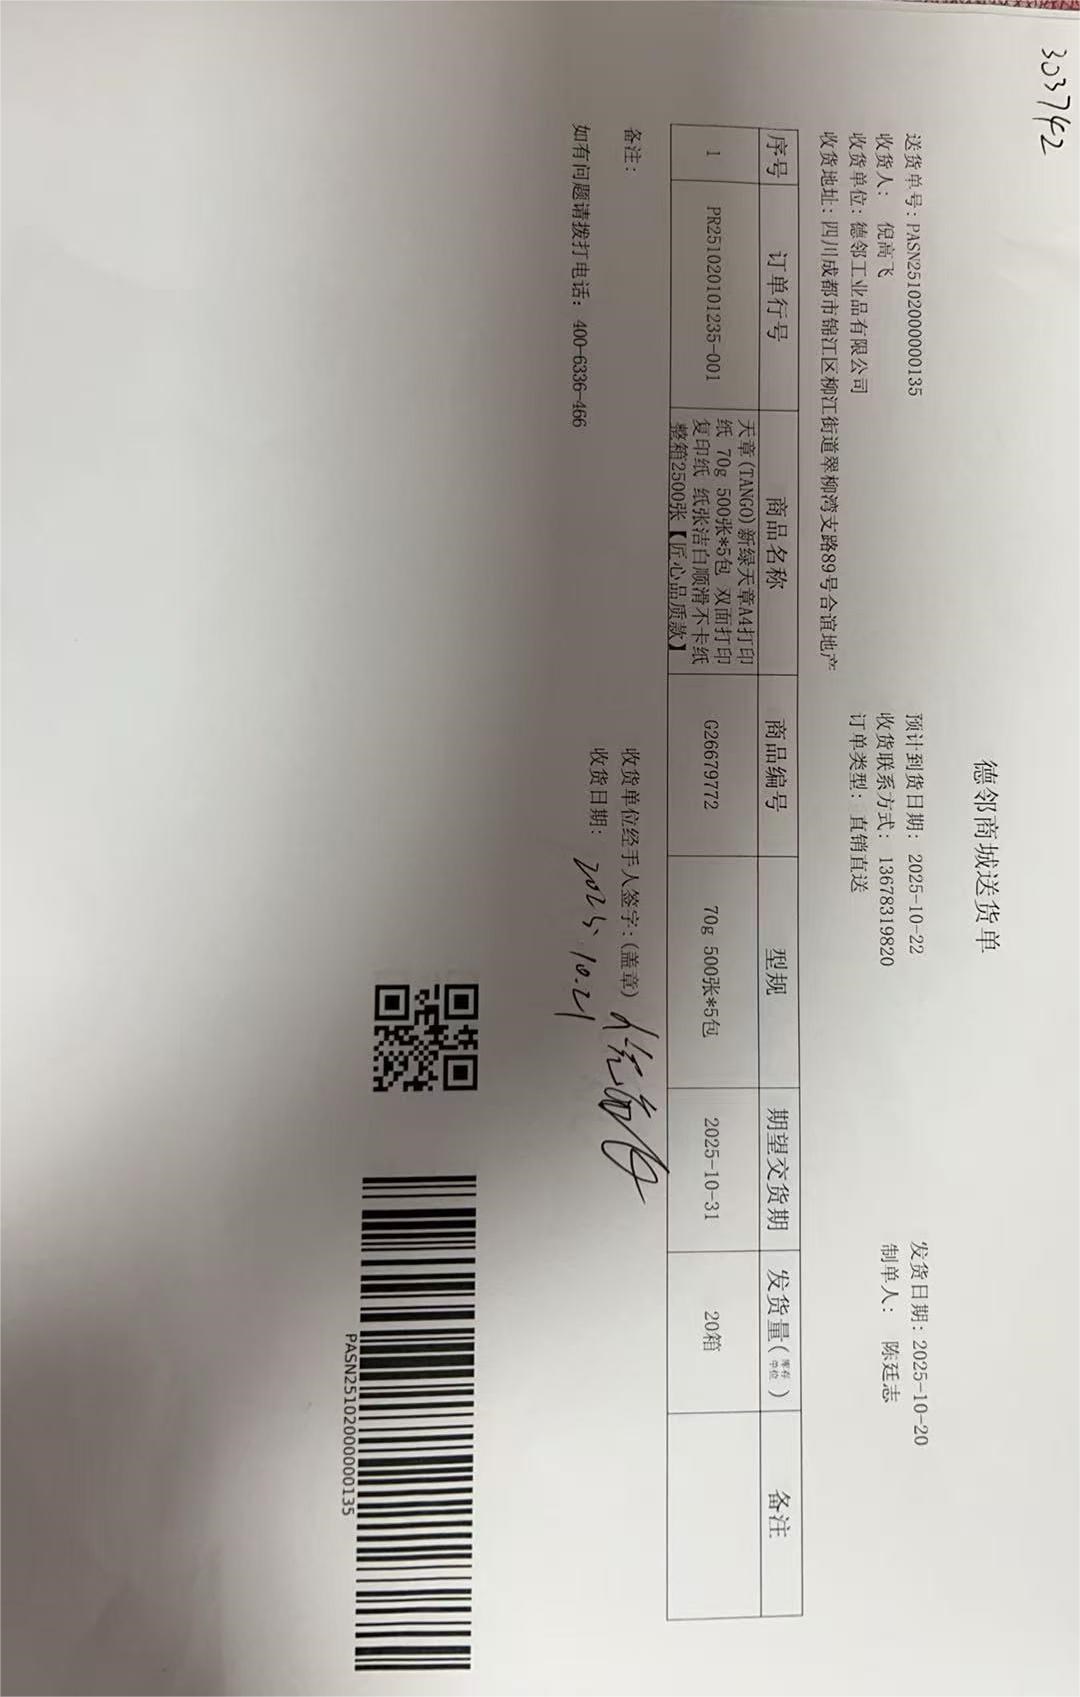 303742
德邻商城送货单
送货单号：PASN2510200000135 预计到货日期： 2025-10-22 发货日期：2025-10-20
收货人： 倪高飞 收货联系方式： 13678319820 制单人： 陈廷志
收货单位：德邻工业品有限公司 订单类型： 直销直送
收货地址：四川成都市锦江区柳江街道翠柳湾支路89号合谊地产
序号 订单行号 商品名称 商品编号 型规 期望交货期 发货量(库存单位) 备注
1 PR251020101235-001 天章(TANGO)新绿天章A4打印 G26679772 70g 500张*5包 2025-10-31 20箱
纸 70g 500张*5包 双面打印
复印纸 纸张洁白顺滑不卡纸
整箱2500张【匠心品质款】
备注： 收货单位经手人签字：(盖章)
收货日期： 2025.10.21
如有问题请拨打电话： 400-6336-466
PASN2510200000135